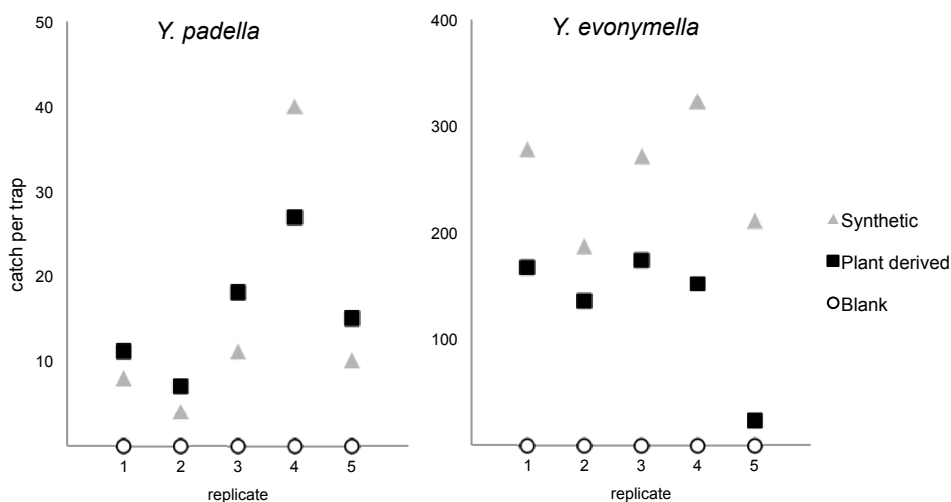 Y. padella
50
40
30
20
10
catch per trap
1 2 3 4 5
replicate
Y. evonymella
400
300
200
100
1 2 3 4 5
replicate
Synthetic
Plant derived
Blank